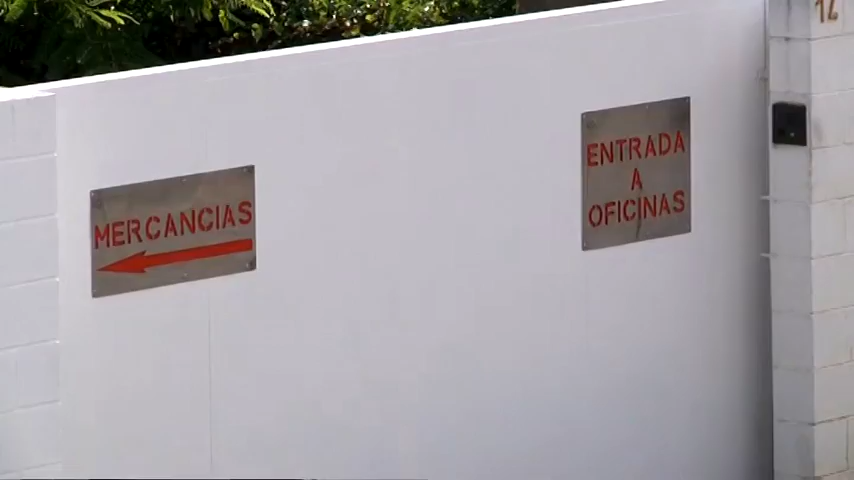 MERCANCIAS
ENTRADA
A
OFICINAS
12